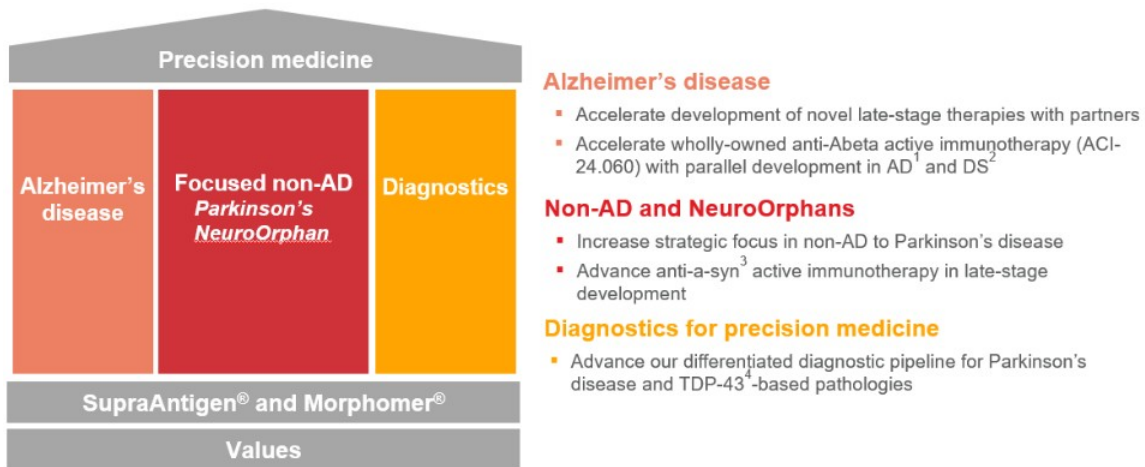 Precision medicine
Alzheimer's
disease
Focused non-AD
Parkinson's
NeuroOrphan
Diagnostics
SupraAntigen® and Morphomer®
Values
Alzheimer's disease
▪ Accelerate development of novel late-stage therapies with partners
▪ Accelerate wholly-owned anti-Abeta active immunotherapy (ACI-
24.060) with parallel development in AD¹ and DS²
Non-AD and NeuroOrphans
▪ Increase strategic focus in non-AD to Parkinson's disease
▪ Advance anti-a-syn³ active immunotherapy in late-stage
development
Diagnostics for precision medicine
▪ Advance our differentiated diagnostic pipeline for Parkinson's
disease and TDP-43⁴-based pathologies